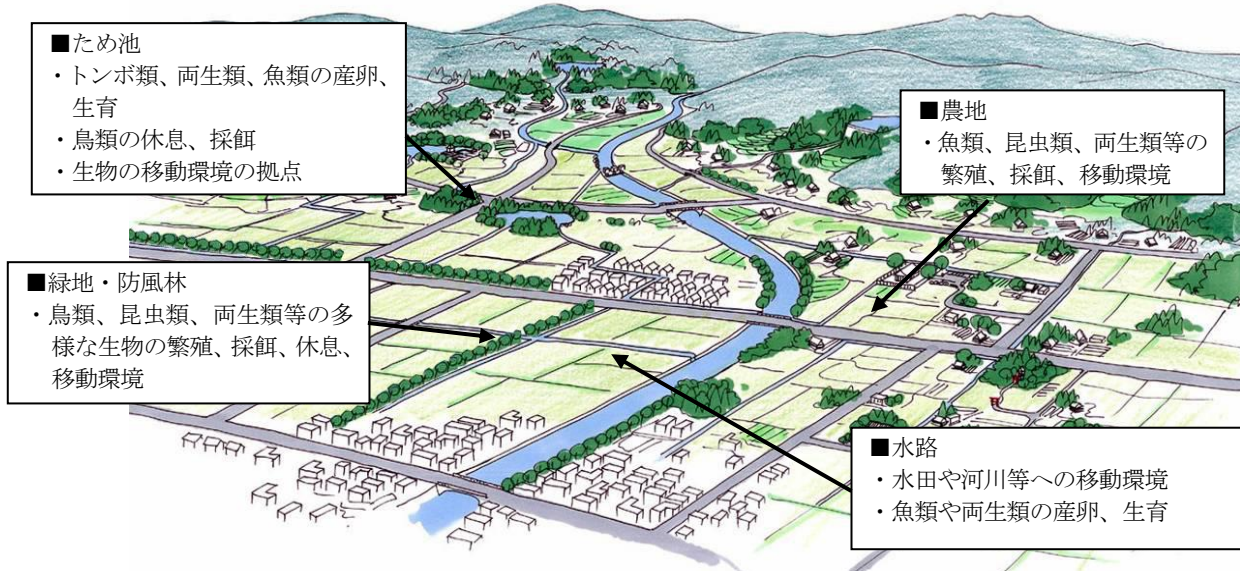 ■ため池
・トンボ類、両生類、魚類の産卵、
生育
・鳥類の休息、採餌
・生物の移動環境の拠点
■農地
・魚類、昆虫類、両生類等の
繁殖、採餌、移動環境
■緑地・防風林
・鳥類、昆虫類、両生類等の多
様な生物の繁殖、採餌、休息、
移動環境
■水路
・水田や河川等への移動環境
・魚類や両生類の産卵、生育